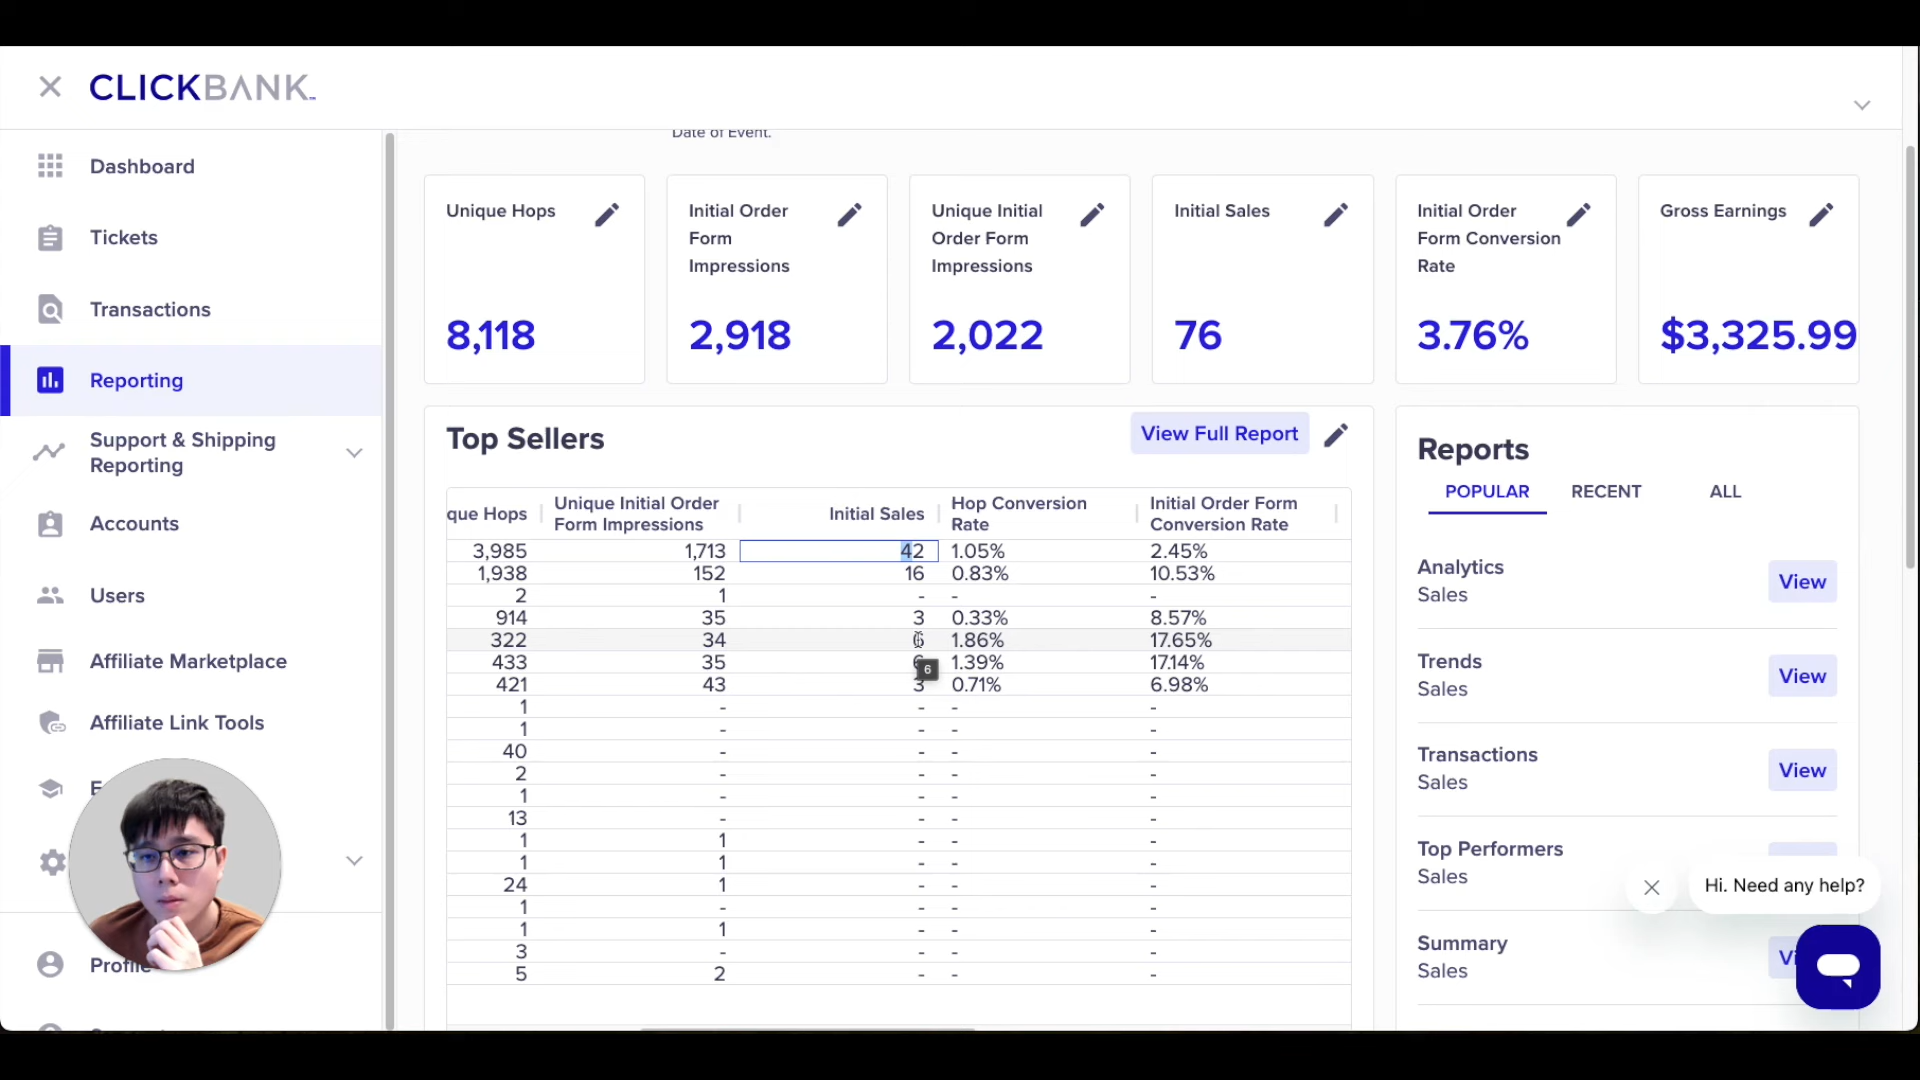 CLICKBANK
Date of Event.
Dashboard
Tickets
Transactions
Reporting
Support & Shipping
Reporting
Accounts
Users
Affiliate Marketplace
Affiliate Link Tools
Profile
Unique Hops
8,118
Initial Order
Form
Impressions
2,918
Unique Initial
Order Form
Impressions
2,022
Initial Sales
76
Initial Order
Form Conversion
Rate
3.76%
Gross Earnings
$3,325.99
Top Sellers
View Full Report
que Hops
Unique Initial Order
Form Impressions
Initial Sales
Hop Conversion
Rate
Initial Order Form
Conversion Rate
3,985 1,713 42 1.05% 2.45%
1,938 152 16 0.83% 10.53%
2 1 - - -
914 35 3 0.33% 8.57%
322 34 6 1.86% 17.65%
433 35 6 1.39% 17.14%
421 43 3 0.71% 6.98%
1 - - - -
1 - - - -
40 - - - -
2 - - - -
1 - - - -
13 - - - -
1 1 - - -
1 1 - - -
24 1 - - -
1 - - - -
1 1 - - -
3 - - - -
5 2 - - -
6
Reports
POPULAR RECENT ALL
Analytics
Sales
View
Trends
Sales
View
Transactions
Sales
View
Top Performers
Sales
Summary
Sales
Hi. Need any help?